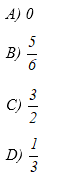 A) 0
B) 5/6
C) 3/2
D) 1/3